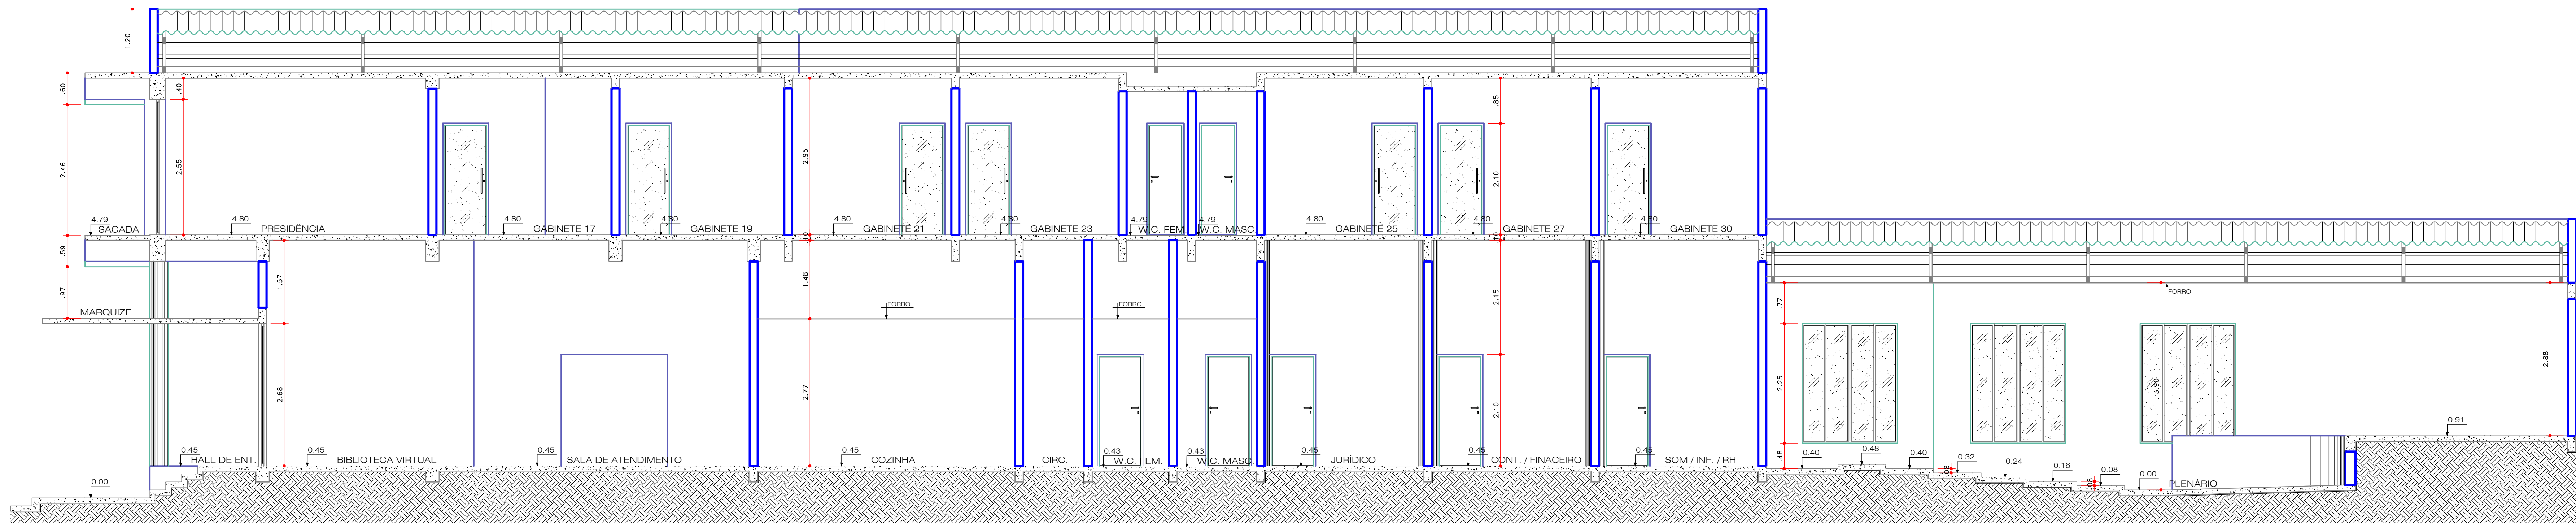 1.20
.60
.40
2.46
2.55
2.95
.85
2.10
4.79
SACADA
4.80
PRESIDÊNCIA
4.80
GABINETE 17
4.80
GABINETE 19
4.80
GABINETE 21
4.80
GABINETE 23
4.79
W.C. FEM.
4.79
W.C. MASC.
4.80
GABINETE 25
4.80
GABINETE 27
4.80
GABINETE 30
.10
.10
.59
.97
1.57
1.48
2.15
MARQUIZE
FORRO
FORRO
FORRO
2.68
2.77
2.10
.77
2.25
.48
3.90
2.88
0.45
HALL DE ENT.
0.45
BIBLIOTECA VIRTUAL
0.45
SALA DE ATENDIMENTO
0.45
COZINHA
CIRC.
0.43
W.C. FEM.
0.43
W.C. MASC.
0.45
JURÍDICO
0.45
CONT. / FINACEIRO
0.45
SOM / INF. / RH
0.40
0.48
0.40
.08
0.32
0.24
0.16
.08
0.08
0.00
PLENÁRIO
0.91
0.00